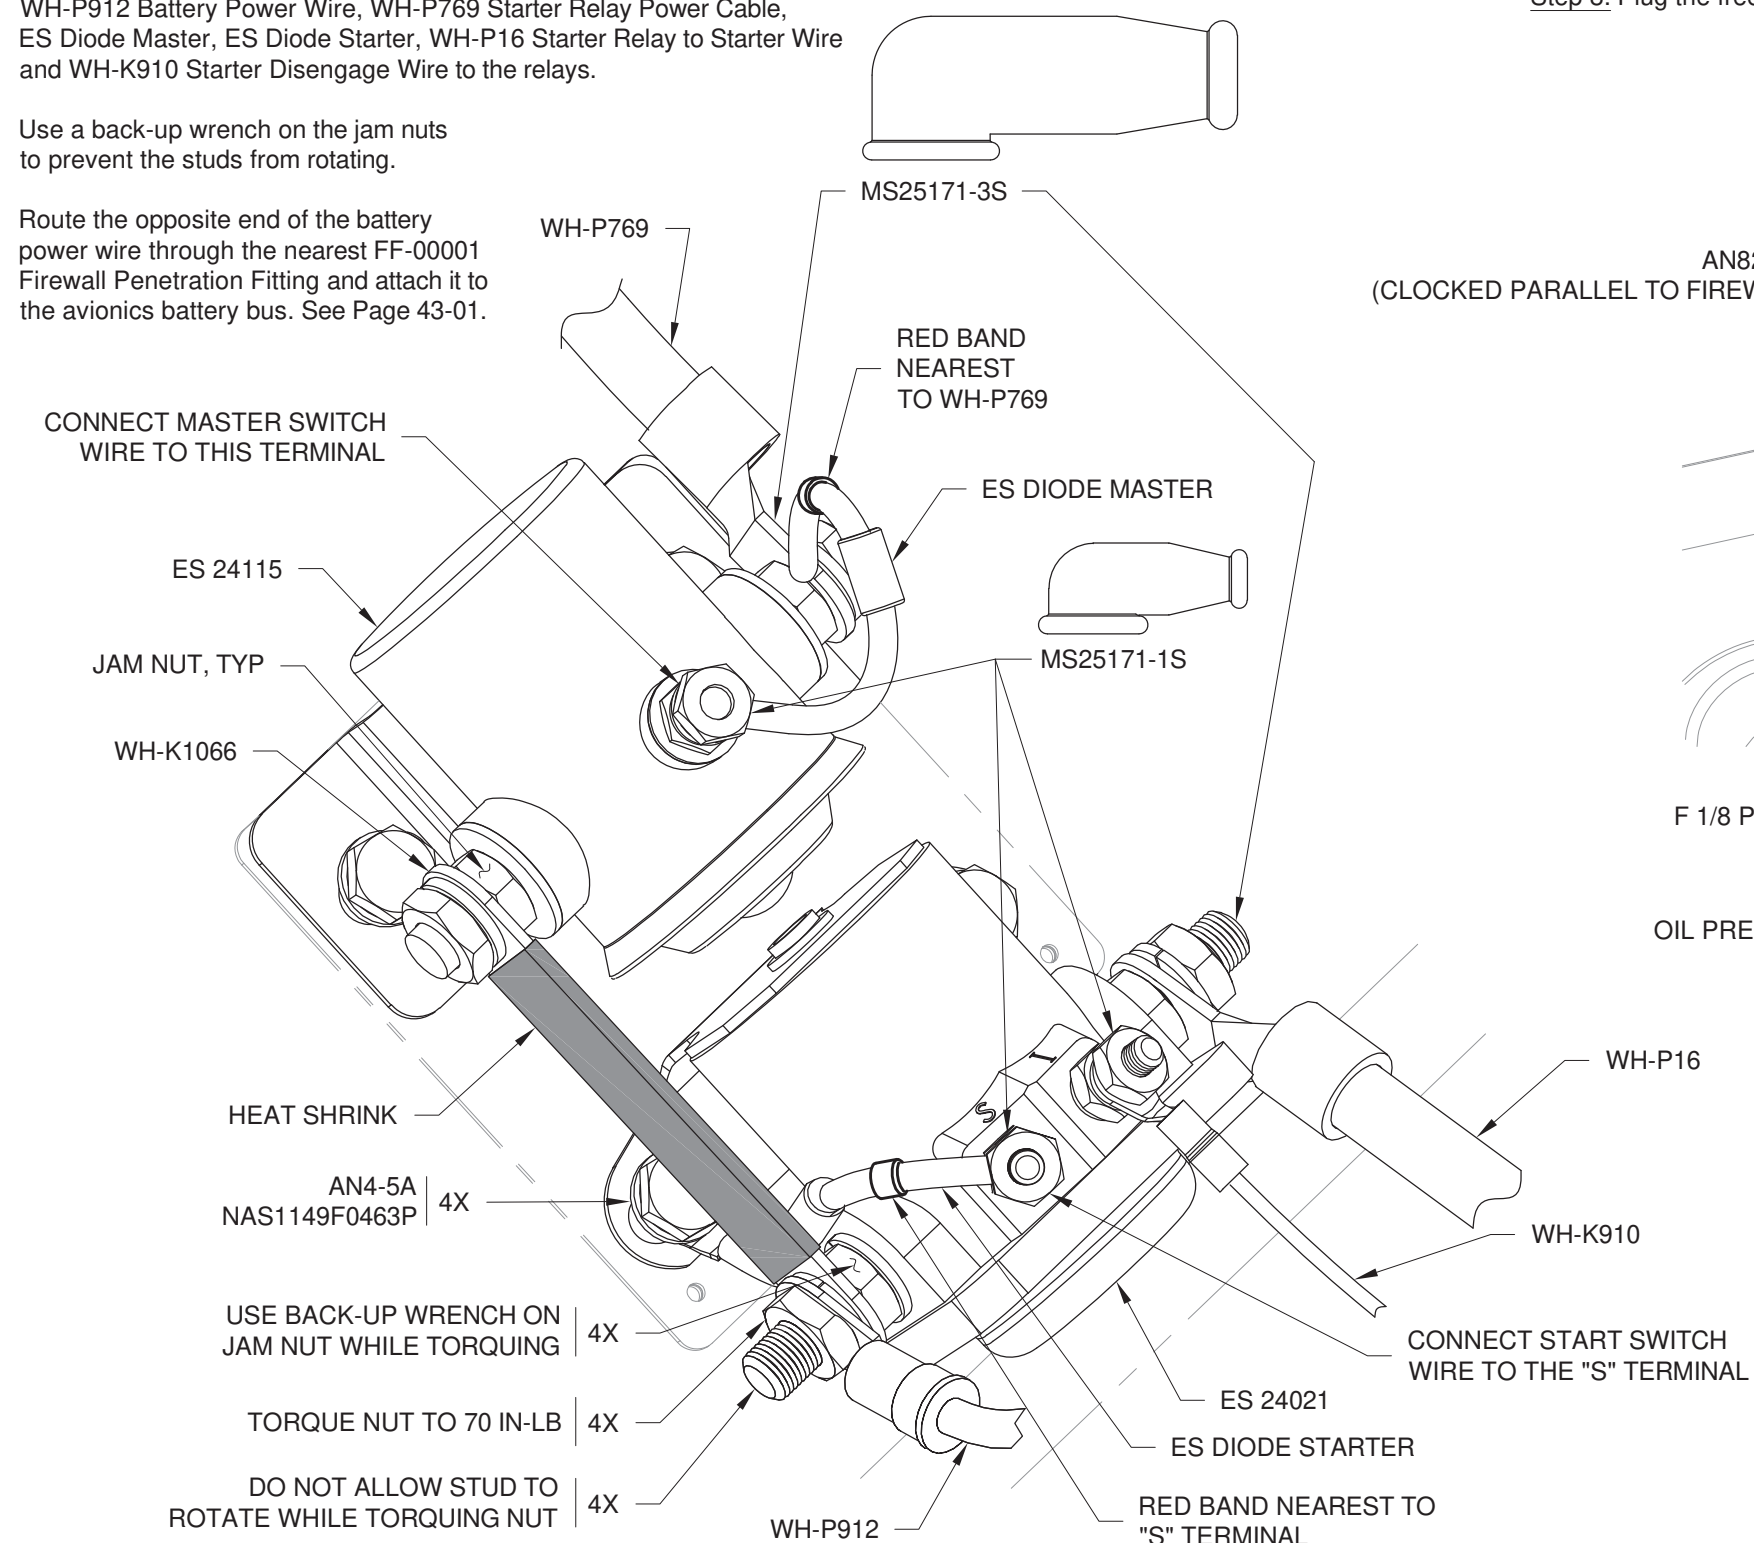 WH-P912 Battery Power Wire, WH-P769 Starter Relay Power Cable,
ES Diode Master, ES Diode Starter, WH-P16 Starter Relay to Starter Wire
and WH-K910 Starter Disengage Wire to the relays.
Use a back-up wrench on the jam nuts
to prevent the studs from rotating.
Route the opposite end of the battery
power wire through the nearest FF-00001
Firewall Penetration Fitting and attach it to
the avionics battery bus. See Page 43-01.
WH-P769
MS25171-3S
AN82
(CLOCKED PARALLEL TO FIREW
RED BAND
NEAREST
TO WH-P769
CONNECT MASTER SWITCH
WIRE TO THIS TERMINAL
ES DIODE MASTER
ES 24115
JAM NUT, TYP
MS25171-1S
WH-K1066
F 1/8 P
OIL PRE
I
S
WH-P16
HEAT SHRINK
AN4-5A
NAS1149F0463P
4X
WH-K910
USE BACK-UP WRENCH ON
JAM NUT WHILE TORQUING
4X
CONNECT START SWITCH
WIRE TO THE "S" TERMINAL
ES 24021
TORQUE NUT TO 70 IN-LB
4X
ES DIODE STARTER
DO NOT ALLOW STUD TO
ROTATE WHILE TORQUING NUT
4X
WH-P912
RED BAND NEAREST TO
"S" TERMINAL